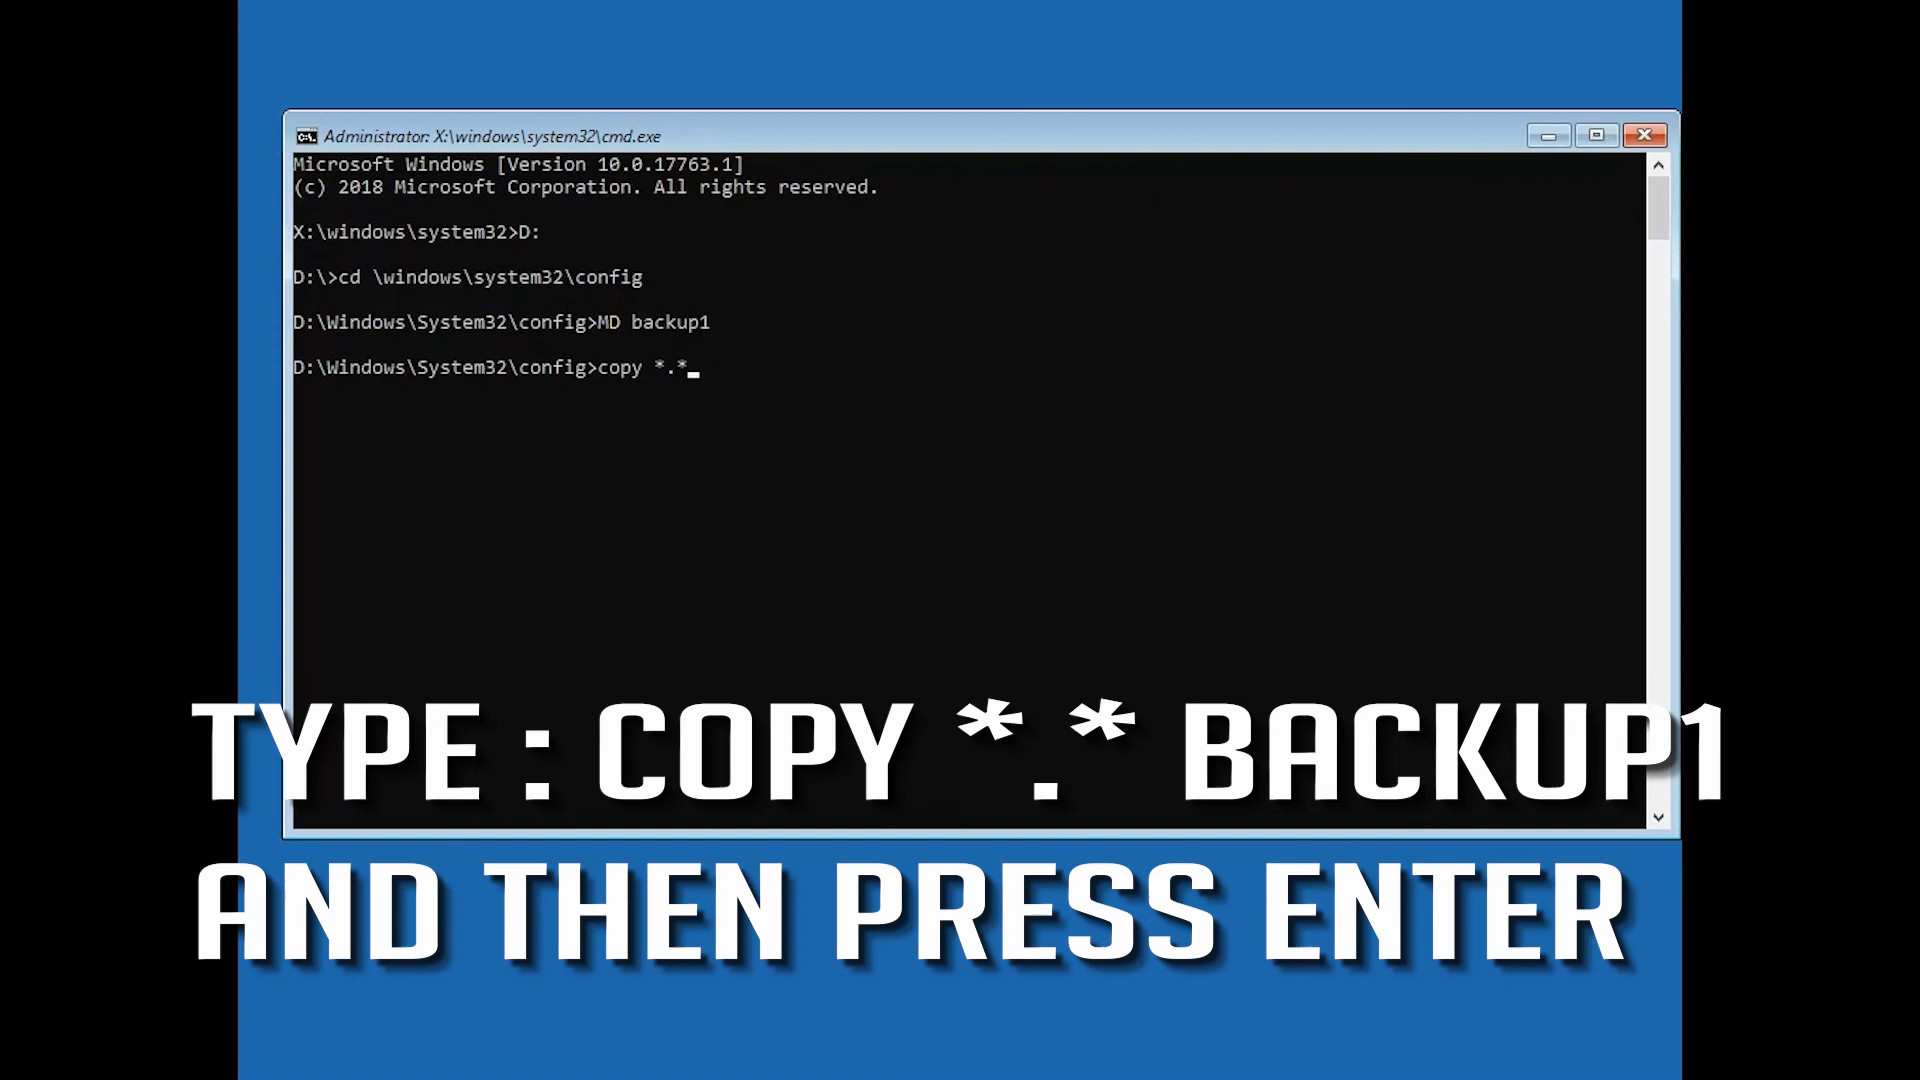 Administrator: X:\windows\system32\cmd.exe
Microsoft Windows [Version 10.0.17763.1]
(c) 2018 Microsoft Corporation. All rights reserved.
X:\windows\system32>D:
D:\>cd \windows\system32\config
D:\Windows\System32\config>MD backup1
D:\Windows\System32\config>copy *.*
TYPE : COPY *.* BACKUP1
AND THEN PRESS ENTER